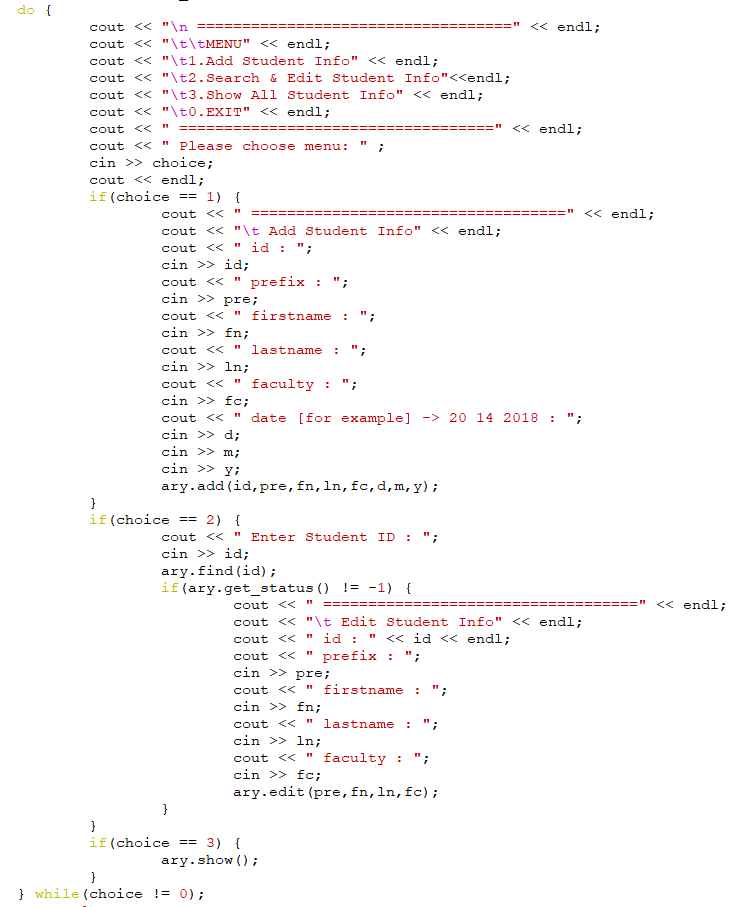 do {
cout << "\n ===================================" << endl;
cout << "\t\tMENU" << endl;
cout << "\t1.Add Student Info" << endl;
cout << "\t2.Search & Edit Student Info"<<endl;
cout << "\t3.Show All Student Info" << endl;
cout << "\t0.EXIT" << endl;
cout << " ===================================" << endl;
cout << " Please choose menu: " ;
cin >> choice;
cout << endl;
if(choice == 1) {
cout << " ===================================" << endl;
cout << "\t Add Student Info" << endl;
cout << " id : ";
cin >> id;
cout << " prefix : ";
cin >> pre;
cout << " firstname : ";
cin >> fn;
cout << " lastname : ";
cin >> ln;
cout << " faculty : ";
cin >> fc;
cout << " date [for example] -> 20 14 2018 : ";
cin >> d;
cin >> m;
cin >> y;
ary.add(id,pre,fn,ln,fc,d,m,y);
}
if(choice == 2) {
cout << " Enter Student ID : ";
cin >> id;
ary.find(id);
if(ary.get_status() != -1) {
cout << " ===================================" << endl;
cout << "\t Edit Student Info" << endl;
cout << " id : " << id << endl;
cout << " prefix : ";
cin >> pre;
cout << " firstname : ";
cin >> fn;
cout << " lastname : ";
cin >> ln;
cout << " faculty : ";
cin >> fc;
ary.edit(pre,fn,ln,fc);
}
}
if(choice == 3) {
ary.show();
}
} while(choice != 0);